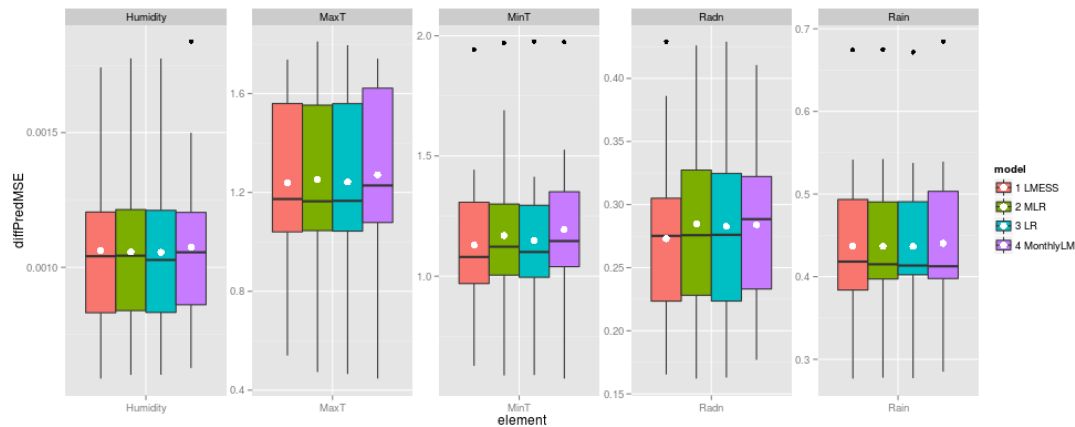 Humidity MaxT MinT Radn Rain
diffPredMSE
0.0015
0.0010
1.6
1.2
0.8
0.4
2.0
1.5
1.0
0.40
0.35
0.30
0.25
0.20
0.15
0.7
0.6
0.5
0.4
0.3
Humidity MaxT MinT Radn Rain
element
model
1 LMESS
2 MLR
3 LR
4 MonthlyLM